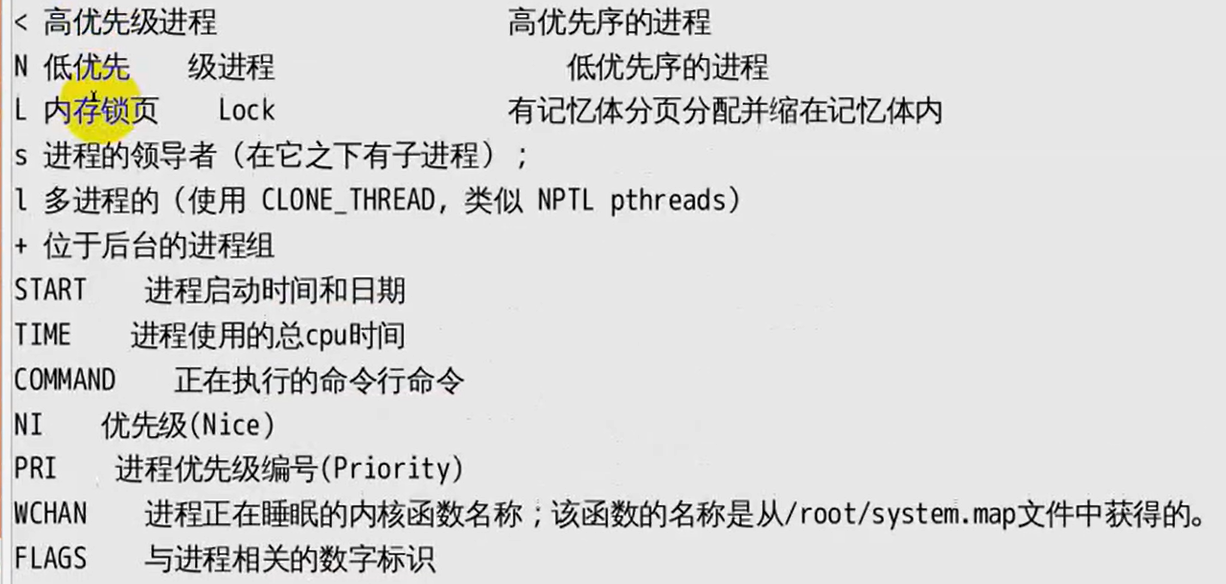 < 高优先级进程 高优先序的进程
N 低优先 级进程 低优先序的进程
L 内存锁页 Lock 有记忆体分页分配并缩在记忆体内
s 进程的领导者（在它之下有子进程）；
l 多进程的（使用 CLONE_THREAD, 类似 NPTL pthreads）
+ 位于后台的进程组
START 进程启动时间和日期
TIME 进程使用的总cpu时间
COMMAND 正在执行的命令行命令
NI 优先级(Nice)
PRI 进程优先级编号(Priority)
WCHAN 进程正在睡眠的内核函数名称；该函数的名称是从/root/system.map文件中获得的。
FLAGS 与进程相关的数字标识